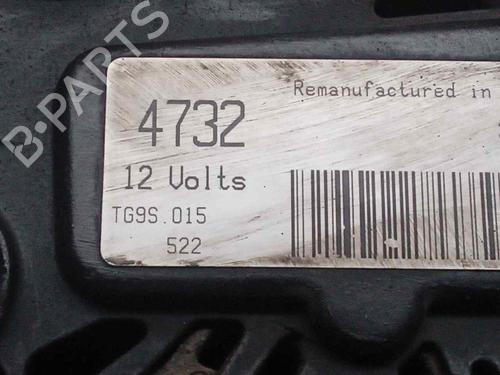 B-PARTS
Remanufactured in
4732
12 Volts
TG9S.015
522